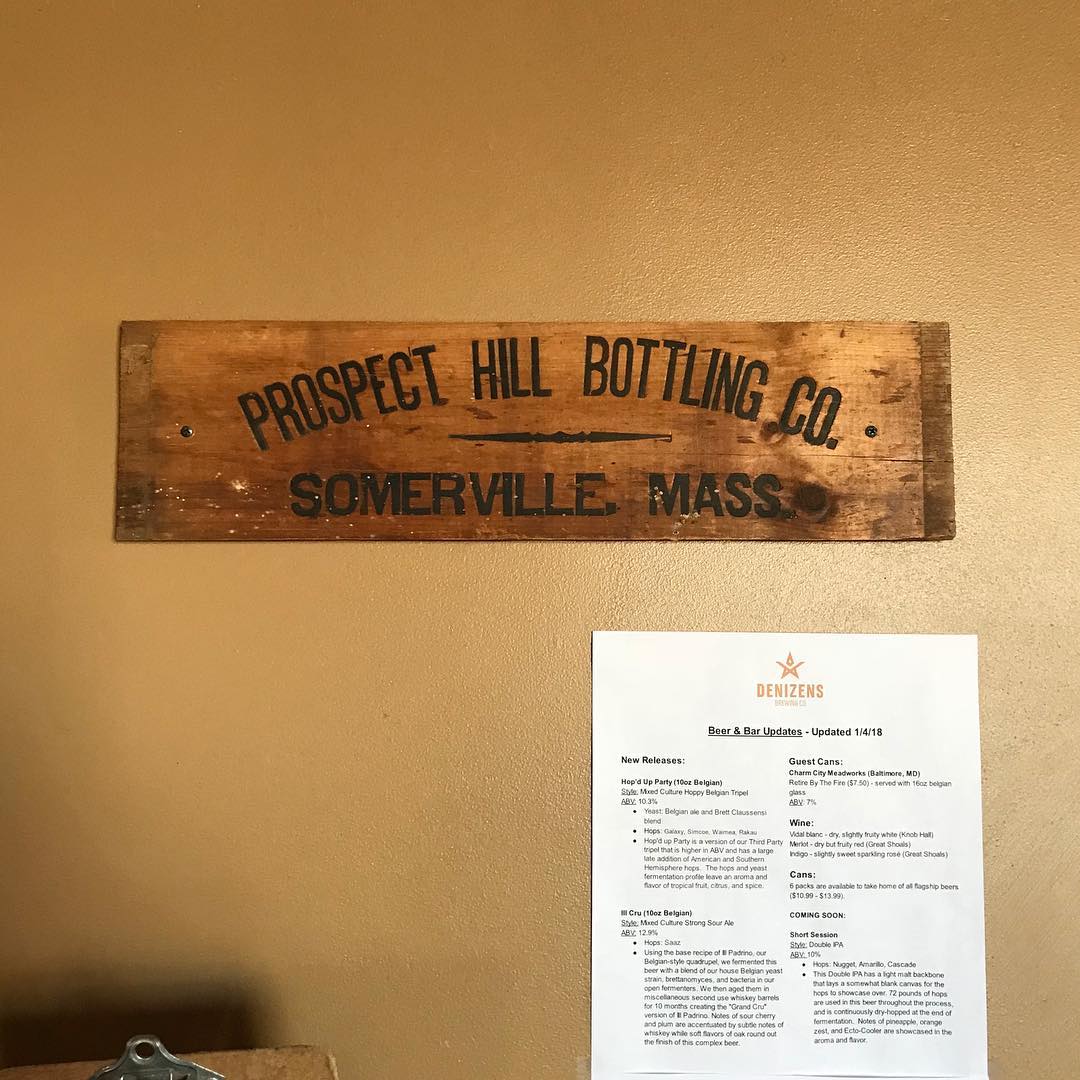 PROSPECT HILL BOTTLING CO.
SOMERVILLE, MASS.
DENIZENS
BREWING CO
Beer & Bar Updates - Updated 1/4/18
New Releases:
Hop'd Up Party (10oz Belgian)
Style: Mixed Culture Hoppy Belgian Tripel
ABV: 10.3%
● Yeast: Belgian ale and Brett Claussensi
blend
● Hops: Galaxy, Simcoe, Waimea, Rakau
● Hop'd up Party is a version of our Third Party
tripel that is higher in ABV and has a large
late addition of American and Southern
Hemisphere hops. The hops and yeast
fermentation profile leave an aroma and
flavor of tropical fruit, citrus, and spice.
III Cru (10oz Belgian)
Style: Mixed Culture Strong Sour Ale
ABV: 12.9%
● Hops: Saaz
● Using the base recipe of III Padrino, our
Belgian-style quadrupel, we fermented this
beer with a blend of our house Belgian yeast
strain, brettanomyces, and bacteria in our
open fermenters. We then aged them in
miscellaneous second use whiskey barrels
for 10 months creating the "Grand Cru"
version of III Padrino. Notes of sour cherry
and plum are accentuated by subtle notes of
whiskey while soft flavors of oak round out
the finish of this complex beer.
Guest Cans:
Charm City Meadworks (Baltimore, MD)
Retire By The Fire ($7.50) - served with 16oz belgian
glass
ABV: 7%
Wine:
Vidal blanc - dry, slightly fruity white (Knob Hall)
Merlot - dry but fruity red (Great Shoals)
Indigo - slightly sweet sparkling rosé (Great Shoals)
Cans:
6 packs are available to take home of all flagship beers
($10.99 - $13.99).
COMING SOON:
Short Session
Style: Double IPA
ABV: 10%
● Hops: Nugget, Amarillo, Cascade
● This Double IPA has a light malt backbone
that lays a somewhat blank canvas for the
hops to showcase over. 72 pounds of hops
are used in this beer throughout the process,
and is continuously dry-hopped at the end of
fermentation. Notes of pineapple, orange
zest, and Ecto-Cooler are showcased in the
aroma and flavor.